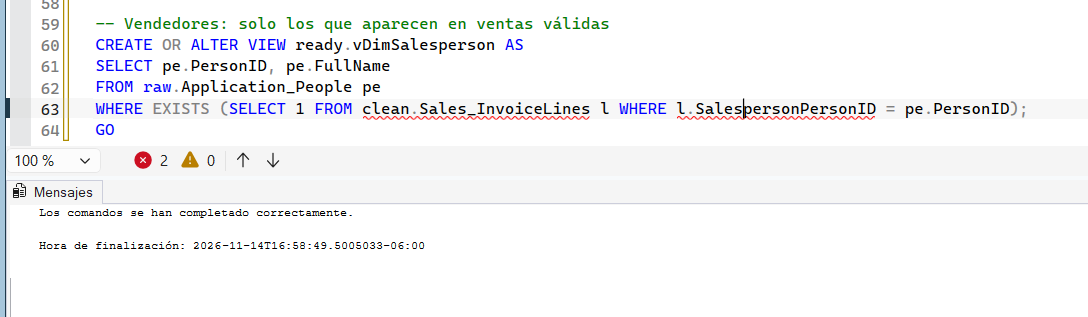 58
59 -- Vendedores: solo los que aparecen en ventas válidas
60 CREATE OR ALTER VIEW ready.vDimSalesperson AS
61 SELECT pe.PersonID, pe.FullName
62 FROM raw.Application_People pe
63 WHERE EXISTS (SELECT 1 FROM clean.Sales_InvoiceLines l WHERE l.SalespersonPersonID = pe.PersonID);
64 GO
100 % 2 0
Mensajes
Los comandos se han completado correctamente.
Hora de finalización: 2026-11-14T16:58:49.5005033-06:00